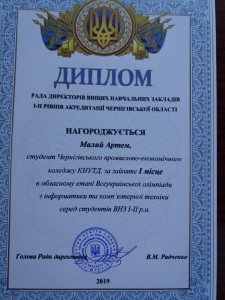 ДИПЛОМ
РАДА ДИРЕКТОРІВ ВИЩИХ НАВЧАЛЬНИХ ЗАКЛАДІВ
І-ІІ РІВНІВ АКРЕДИТАЦІЇ ЧЕРНІГІВСЬКОЇ ОБЛАСТІ
НАГОРОДЖУЄТЬСЯ
Малий Артем,
студент Чернігівського промислово-економічного
коледжу КНУТД, за зайняте І місце
в обласному етапі Всеукраїнської олімпіади
з інформатики та комп'ютерної техніки
серед студентів ВНЗ І-ІІ р.а.
Голова Ради директорів
В.М. Радченко
2019